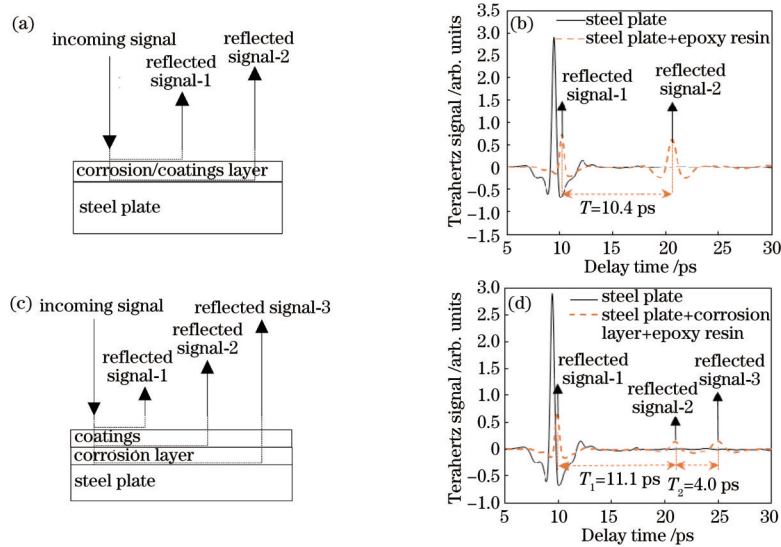 (a)
incoming signal
reflected
signal-2
reflected
signal-1
corrosion/coatings layer
steel plate
(b)
Terahertz signal /arb. units
3.5
3.0
2.5
2.0
1.5
1.0
0.5
0
−0.5
−1.0
−1.5
steel plate
steel plate+epoxy resin
reflected
signal-1
reflected
signal-2
T=10.4 ps
5 10 15 20 25 30
Delay time /ps
(c)
incoming signal
reflected signal-3
reflected
signal-2
reflected
signal-1
coatings
corrosion layer
steel plate
(d)
Terahertz signal /arb. units
3.0
2.5
2.0
1.5
1.0
0.5
0
−0.5
−1.0
steel plate
steel plate+corrosion
layer+epoxy resin
reflected
signal-1
reflected
signal-2
reflected
signal-3
T₁=11.1 ps
T₂=4.0 ps
5 10 15 20 25 30
Delay time /ps